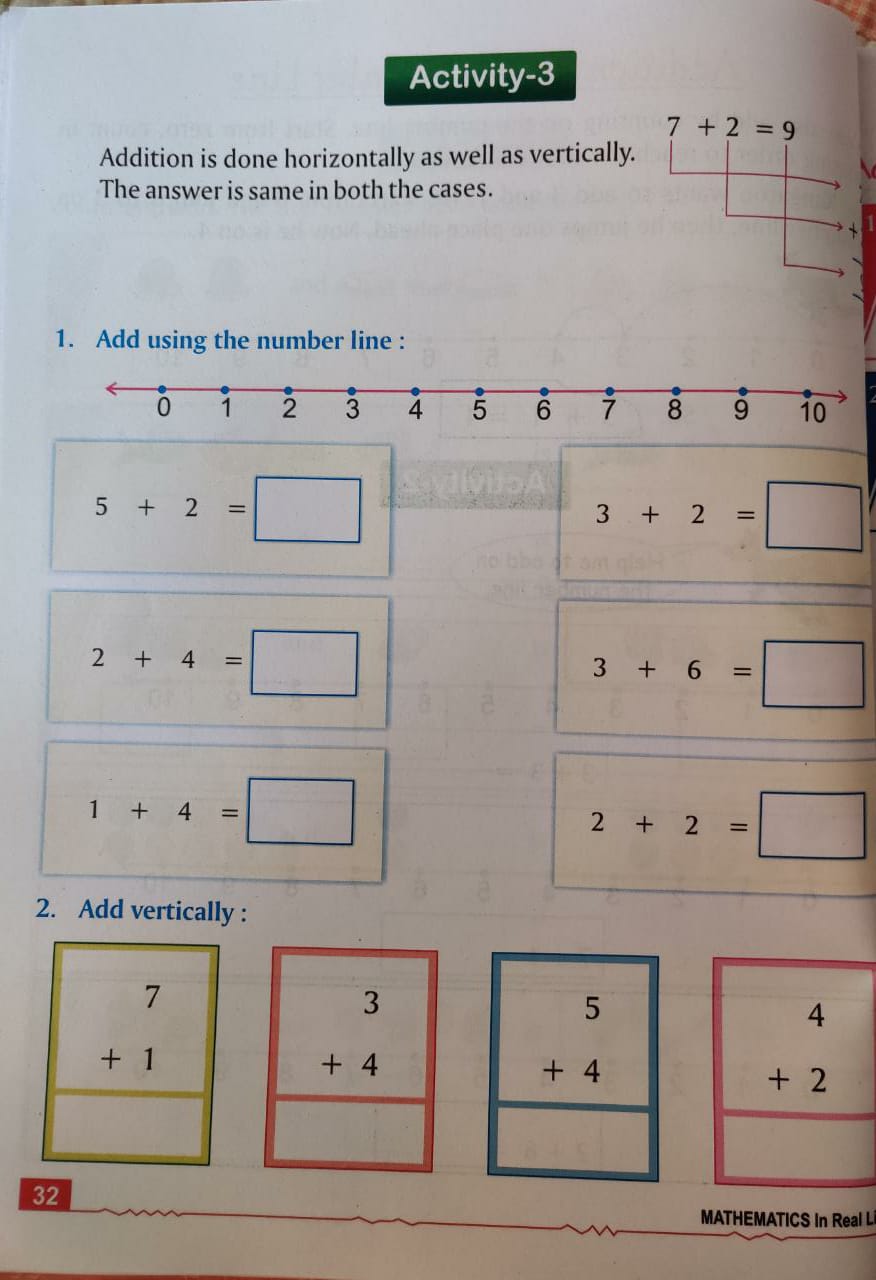 Activity-3
7 + 2 = 9
Addition is done horizontally as well as vertically.
The answer is same in both the cases.
+
1. Add using the number line :
0 1 2 3 4 5 6 7 8 9 10
5 + 2 =
3 + 2 =
2 + 4 =
3 + 6 =
1 + 4 =
2 + 2 =
2. Add vertically :
7
+ 1
3
+ 4
5
+ 4
4
+ 2
32
MATHEMATICS In Real